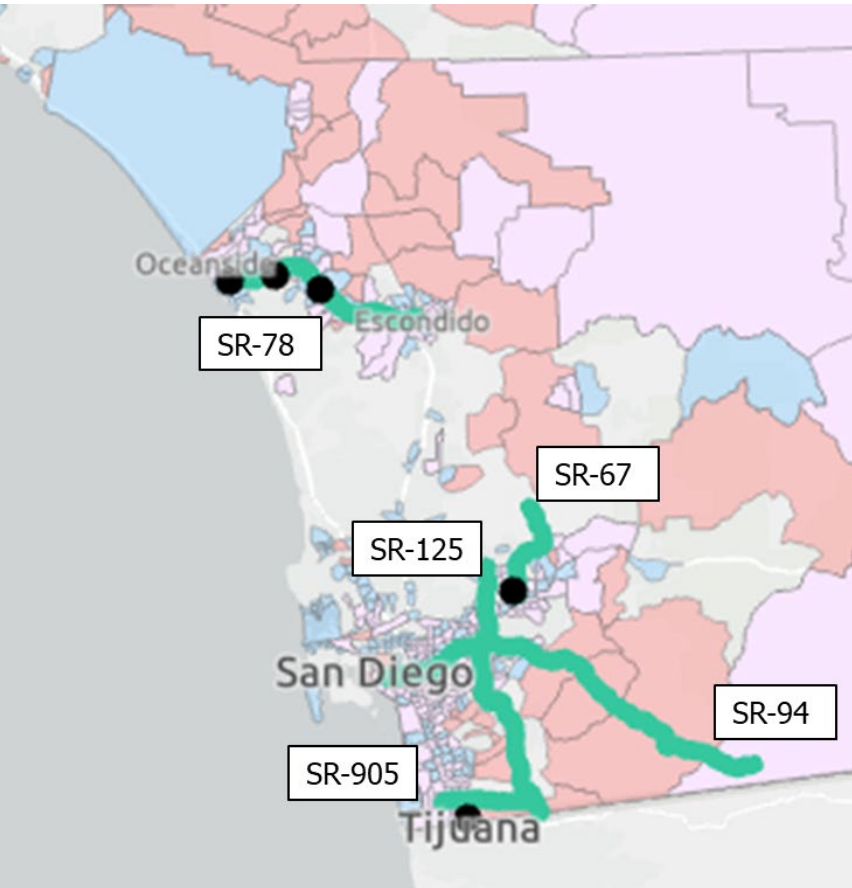 Oceanside
Escondido
SR-78
SR-67
SR-125
San Diego
SR-94
SR-905
Tijuana